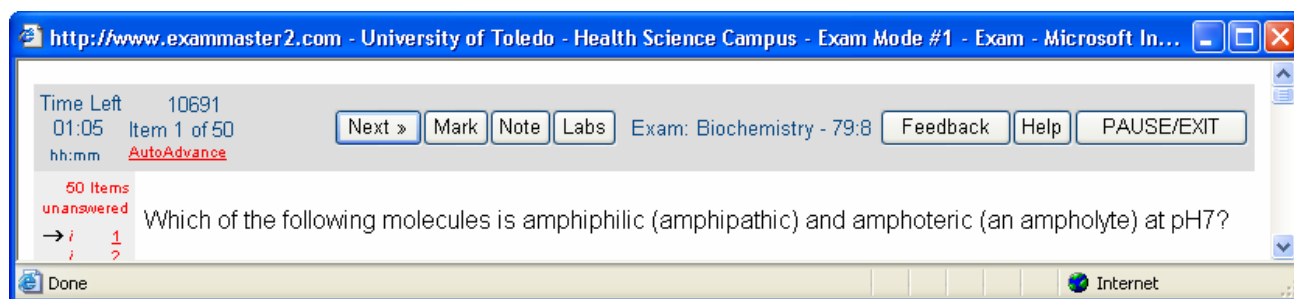 http://www.exammaster2.com - University of Toledo - Health Science Campus - Exam Mode #1 - Exam - Microsoft In...
Time Left 10691
01:05 Item 1 of 50
hh:mm AutoAdvance
Next » Mark Note Labs Exam: Biochemistry - 79:8 Feedback Help PAUSE/EXIT
50 Items
unanswered
Which of the following molecules is amphiphilic (amphipathic) and amphoteric (an ampholyte) at pH7?
→ i 1
i 2
Done Internet